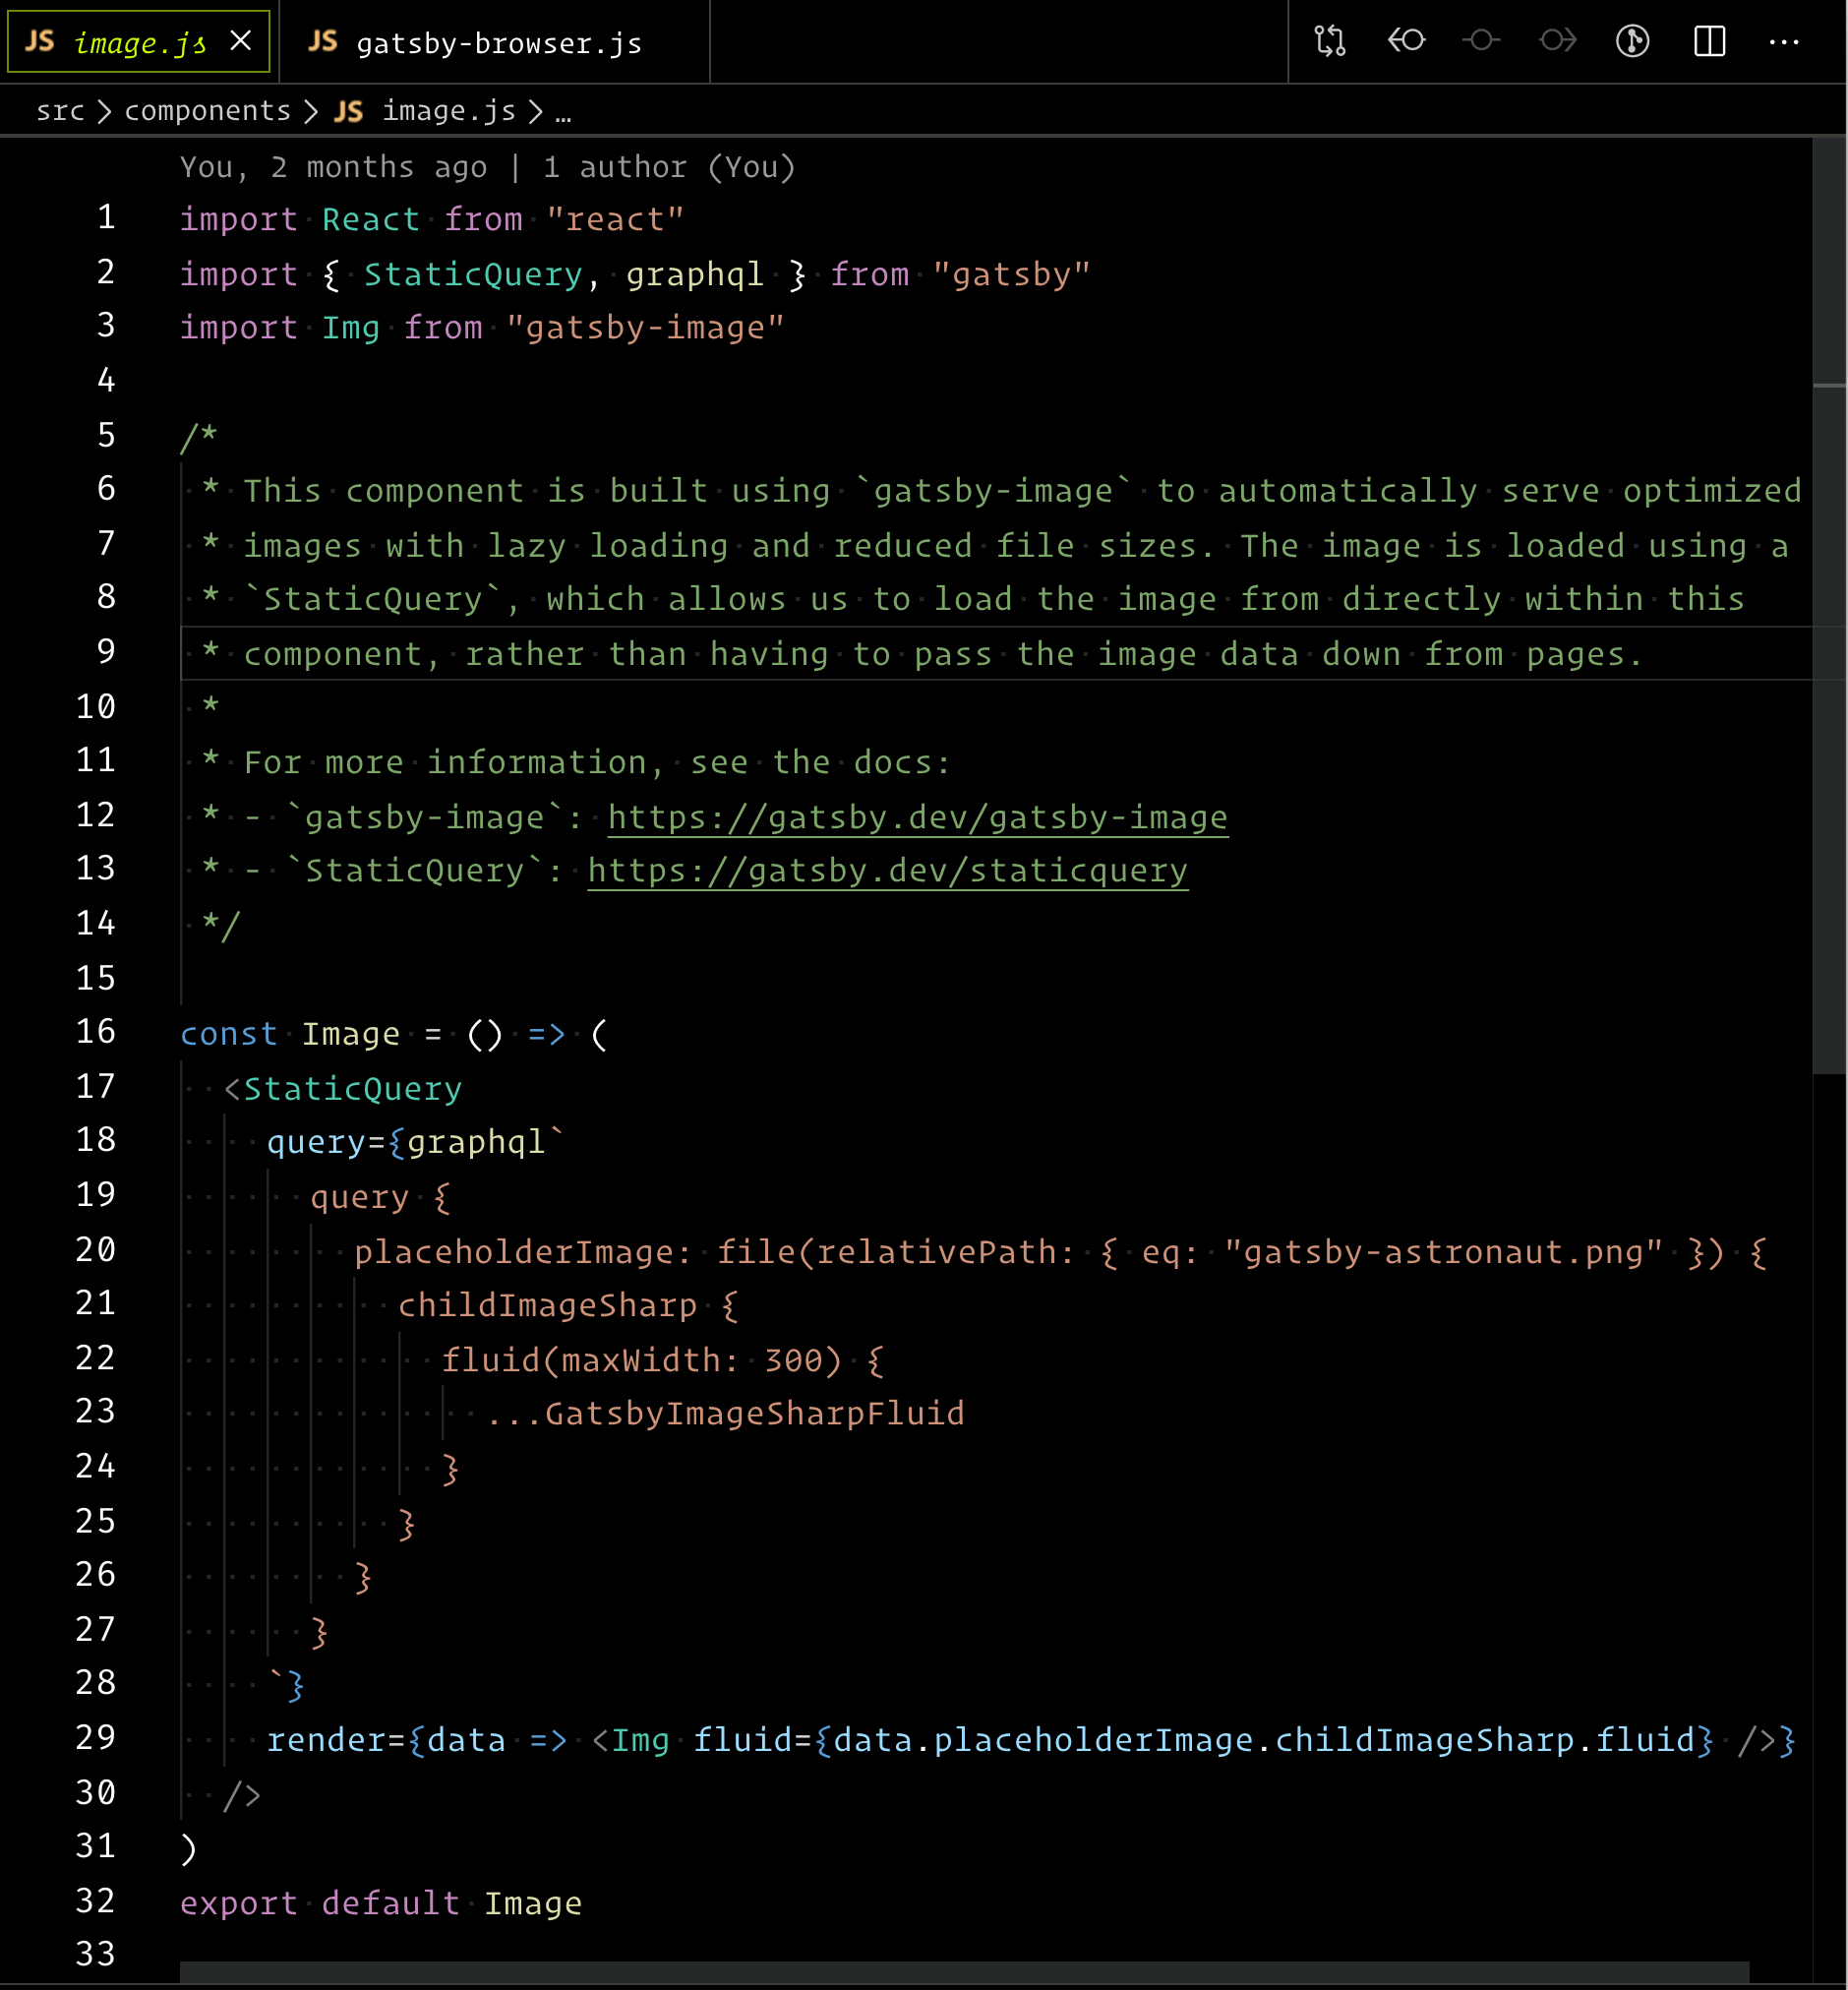 JS image.js × JS gatsby-browser.js ...
src > components > JS image.js > …
You, 2 months ago | 1 author (You)
1 import React from "react"
2 import { StaticQuery, graphql } from "gatsby"
3 import Img from "gatsby-image"
4
5 /*
6  * This component is built using `gatsby-image` to automatically serve optimized
7  * images with lazy loading and reduced file sizes. The image is loaded using a
8  * `StaticQuery`, which allows us to load the image from directly within this
9  * component, rather than having to pass the image data down from pages.
10  *
11  * For more information, see the docs:
12  * - `gatsby-image`: https://gatsby.dev/gatsby-image
13  * - `StaticQuery`: https://gatsby.dev/staticquery
14  */
15
16 const Image = () => (
17   <StaticQuery
18     query={graphql`
19       query {
20         placeholderImage: file(relativePath: { eq: "gatsby-astronaut.png" }) {
21           childImageSharp {
22             fluid(maxWidth: 300) {
23               ...GatsbyImageSharpFluid
24             }
25           }
26         }
27       }
28     `}
29     render={data => <Img fluid={data.placeholderImage.childImageSharp.fluid} />}
30   />
31 )
32 export default Image
33